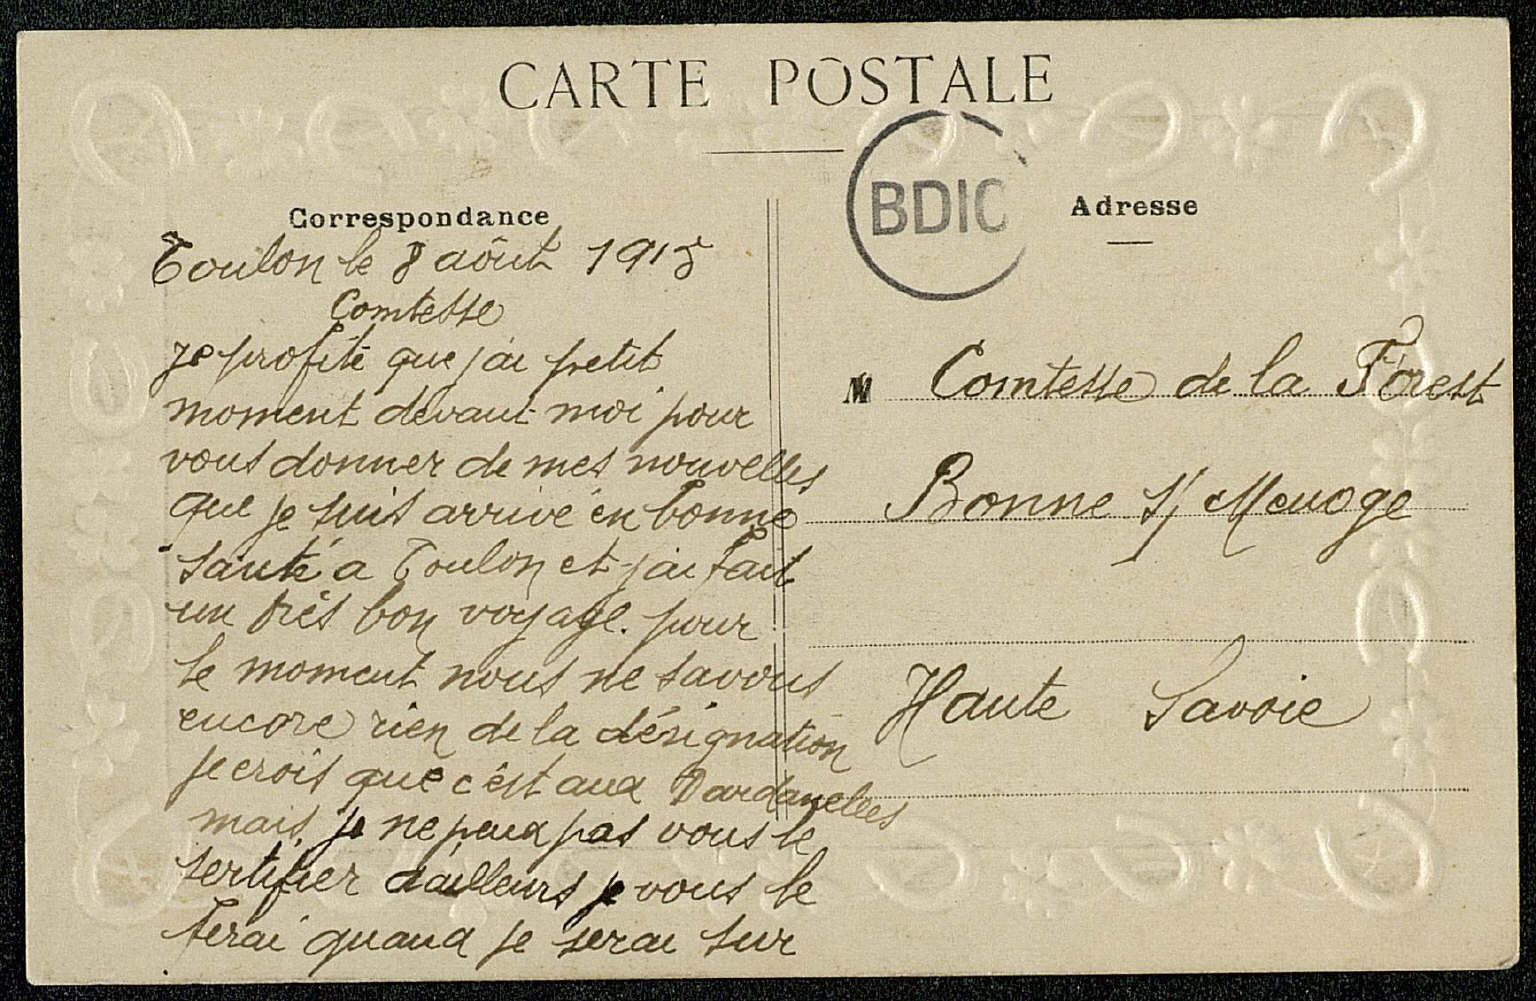 CARTE POSTALE
BDIC
Correspondance
Toulon le 8 août 1915
Comtesse
Je profite que j'ai petit
moment devant moi pour
vous donner de mes nouvelles
que je suis arrivé en bonne
santé a Toulon et j'ai fait
un très bon voyage. pour
le moment nous ne savons
encore rien de la désignation
je crois que c'est aux Dardanelles
mais je ne peux pas vous le
sertifier d'ailleurs je vous le
ferai quand je serai sur
Adresse
M Comtesse de la Forest
Bonne s/ Menoge
Haute Savoie